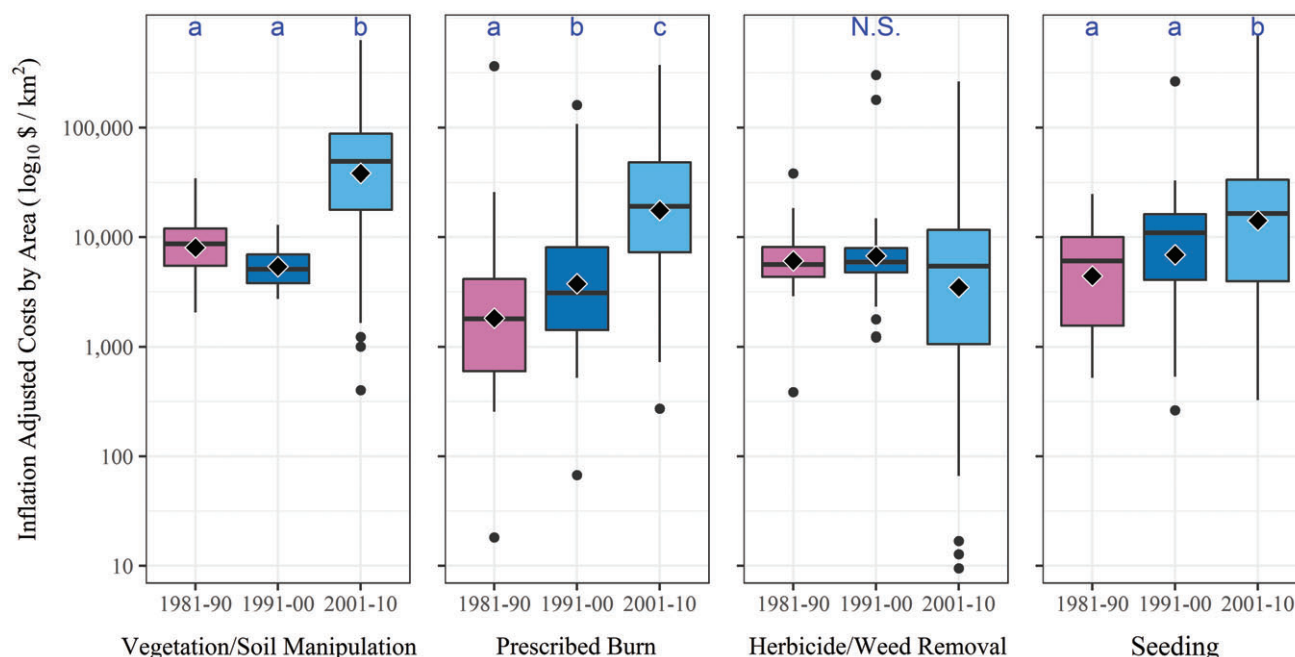 Inflation Adjusted Costs by Area ( log₁₀ $ / km²)
a a b a b c N.S. a a b
100,000
10,000
1,000
100
10
1981-90 1991-00 2001-10 1981-90 1991-00 2001-10 1981-90 1991-00 2001-10 1981-90 1991-00 2001-10
Vegetation/Soil Manipulation Prescribed Burn Herbicide/Weed Removal Seeding